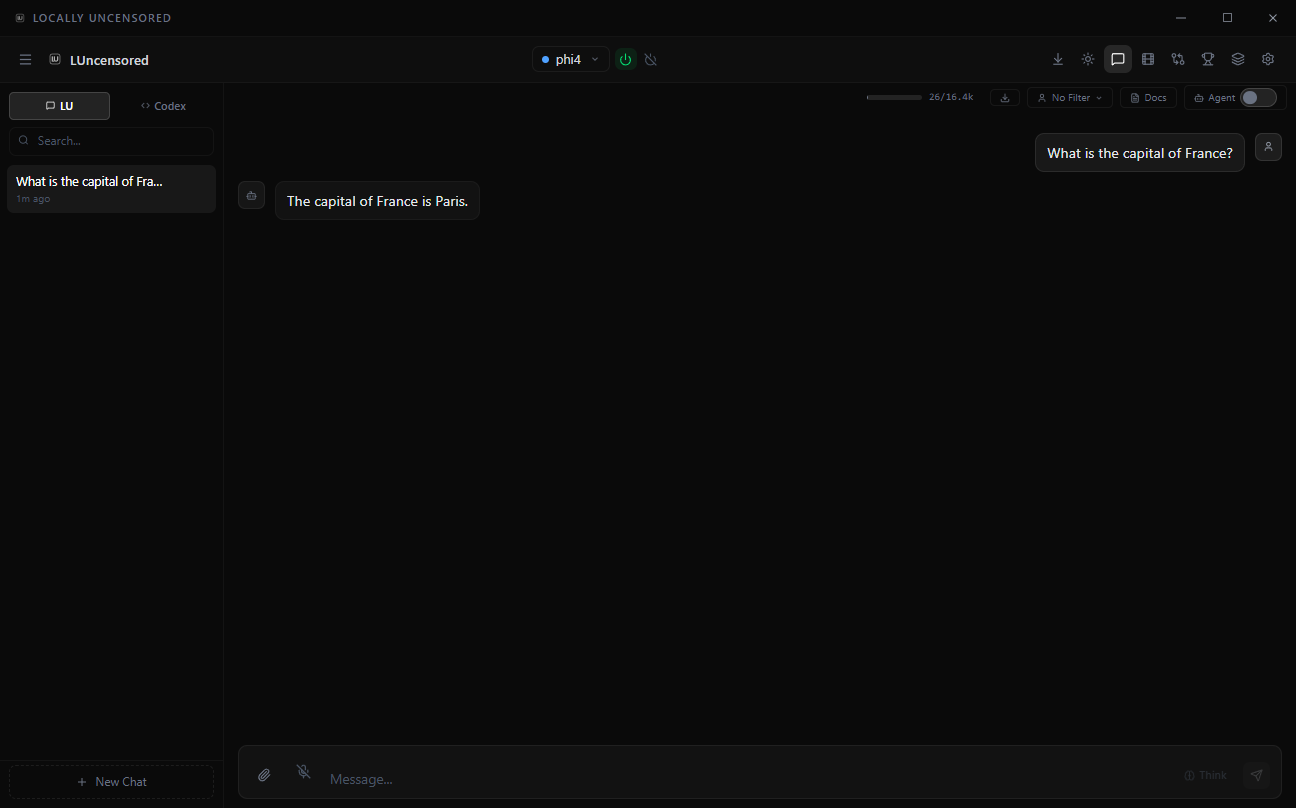 LOCALLY UNCENSORED
LUncensored
phi4
LU
Codex
26/16.4k
No Filter
Docs
Agent
Search...
What is the capital of Fra...
1m ago
What is the capital of France?
The capital of France is Paris.
New Chat
Message...
Think